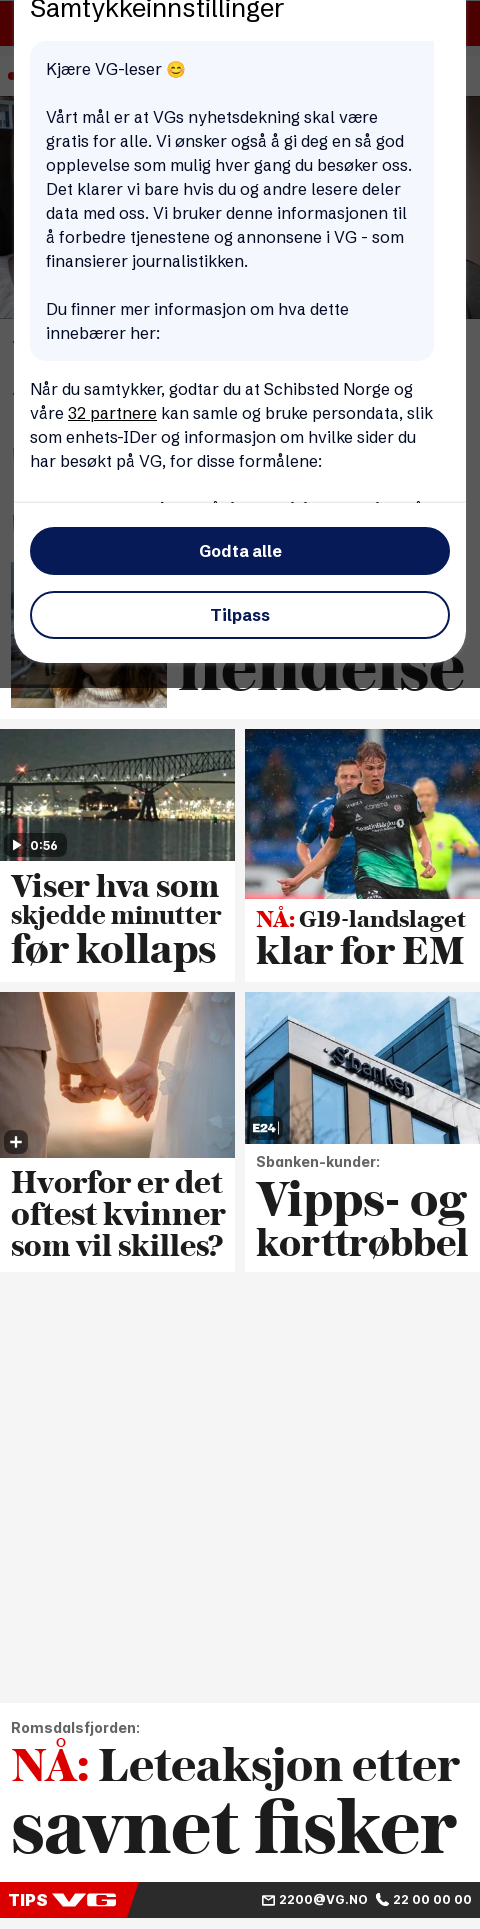 Samtykkeinnstillinger
Kjære VG-leser 😊
Vårt mål er at VGs nyhetsdekning skal være
gratis for alle. Vi ønsker også å gi deg en så god
opplevelse som mulig hver gang du besøker oss.
Det klarer vi bare hvis du og andre lesere deler
data med oss. Vi bruker denne informasjonen til
å forbedre tjenestene og annonsene i VG - som
finansierer journalistikken.
Du finner mer informasjon om hva dette
innebærer her:
Når du samtykker, godtar du at Schibsted Norge og
våre 32 partnere kan samle og bruke persondata, slik
som enhets-IDer og informasjon om hvilke sider du
har besøkt på VG, for disse formålene:
Godta alle
Tilpass
hendelse
0:56
Viser hva som
skjedde minutter
før kollaps
NÅ: G19-landslaget
klar for EM
Hvorfor er det
oftest kvinner
som vil skilles?
Sbanken
E24
Sbanken-kunder:
Vipps- og
korttrøbbel
Romsdalsfjorden:
NÅ: Leteaksjon etter
savnet fisker
TIPS VG 2200@VG.NO 22 00 00 00